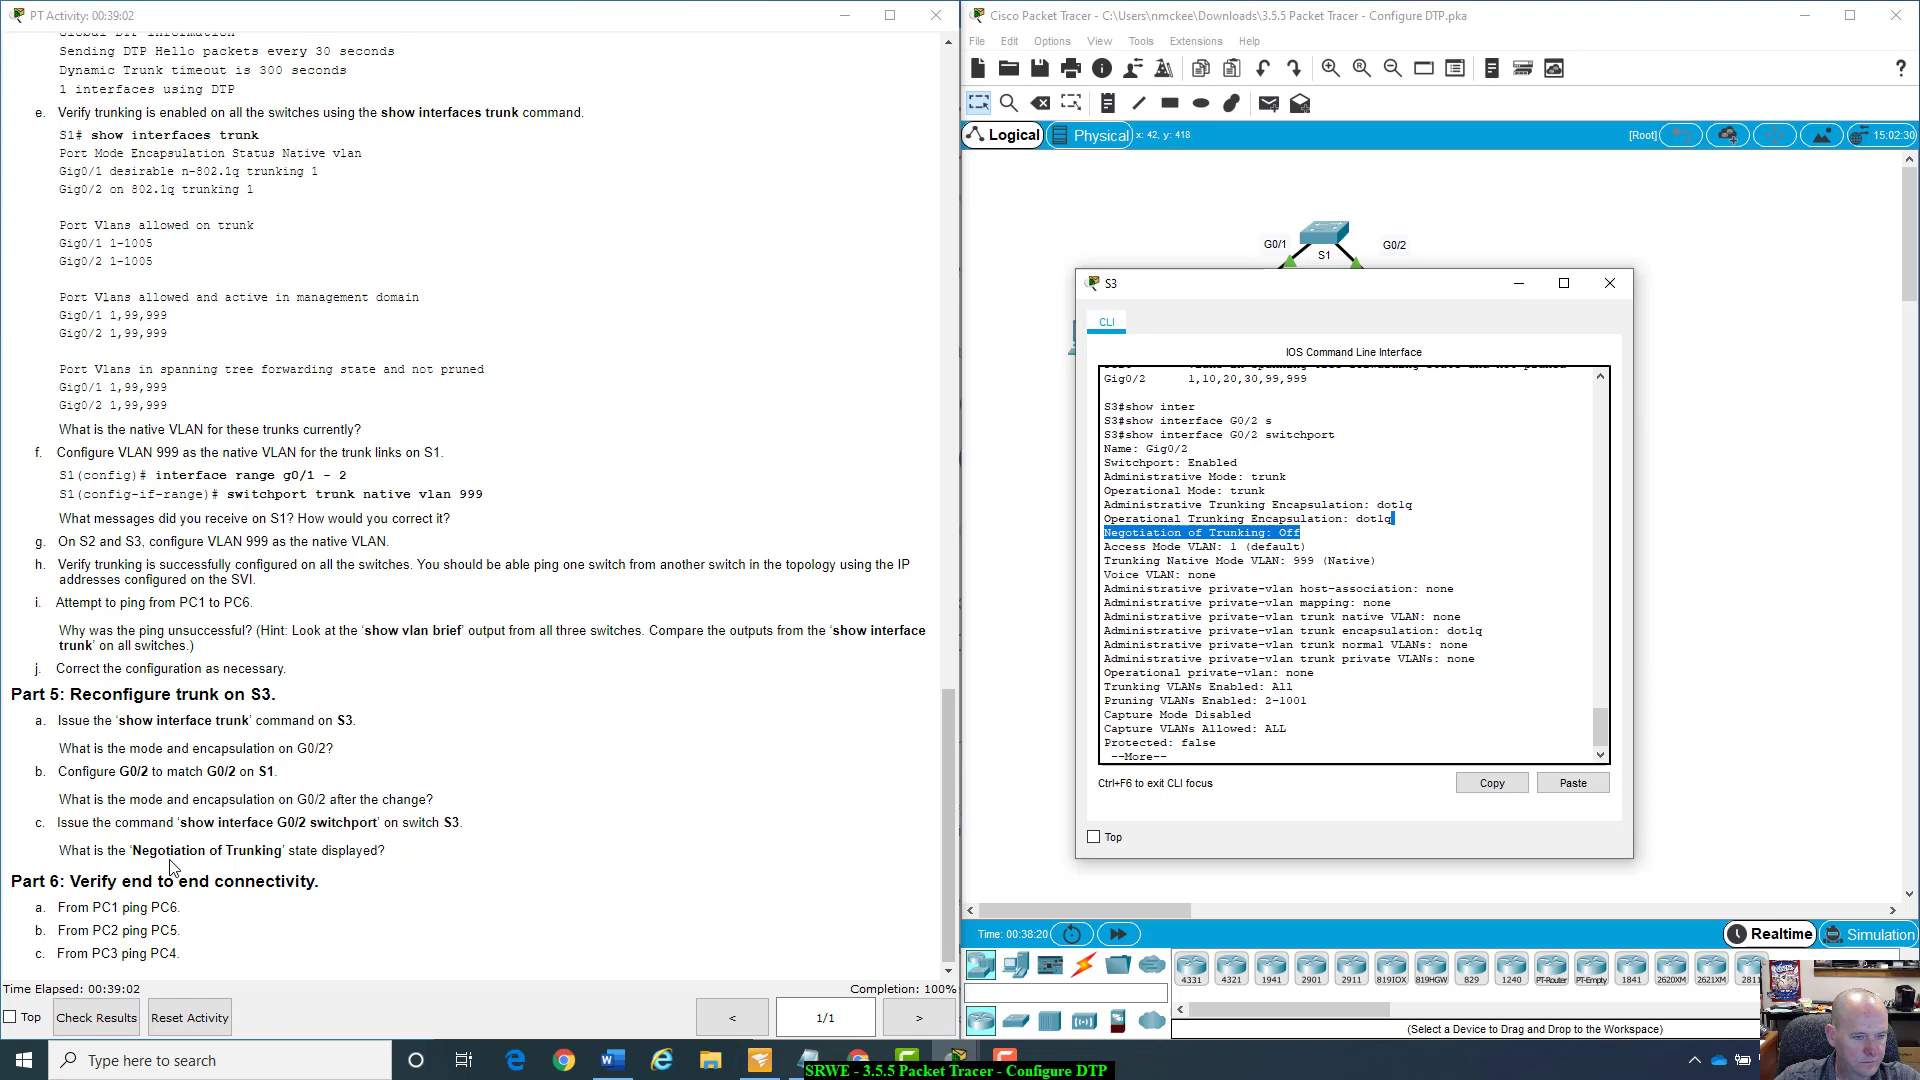 PT Activity: 00:39:02
Global DTP information
Sending DTP Hello packets every 30 seconds
Dynamic Trunk timeout is 300 seconds
1 interfaces using DTP
e. Verify trunking is enabled on all the switches using the show interfaces trunk command.
S1# show interfaces trunk
Port Mode Encapsulation Status Native vlan
Gig0/1 desirable n-802.1q trunking 1
Gig0/2 on 802.1q trunking 1
Port Vlans allowed on trunk
Gig0/1 1-1005
Gig0/2 1-1005
Port Vlans allowed and active in management domain
Gig0/1 1,99,999
Gig0/2 1,99,999
Port Vlans in spanning tree forwarding state and not pruned
Gig0/1 1,99,999
Gig0/2 1,99,999
What is the native VLAN for these trunks currently?
f. Configure VLAN 999 as the native VLAN for the trunk links on S1.
S1(config)# interface range g0/1 - 2
S1(config-if-range)# switchport trunk native vlan 999
What messages did you receive on S1? How would you correct it?
g. On S2 and S3, configure VLAN 999 as the native VLAN.
h. Verify trunking is successfully configured on all the switches. You should be able ping one switch from another switch in the topology using the IP
addresses configured on the SVI.
i. Attempt to ping from PC1 to PC6.
Why was the ping unsuccessful? (Hint: Look at the ‘show vlan brief’ output from all three switches. Compare the outputs from the ‘show interface
trunk’ on all switches.)
j. Correct the configuration as necessary.
Part 5: Reconfigure trunk on S3.
a. Issue the ‘show interface trunk’ command on S3.
What is the mode and encapsulation on G0/2?
b. Configure G0/2 to match G0/2 on S1.
What is the mode and encapsulation on G0/2 after the change?
c. Issue the command ‘show interface G0/2 switchport’ on switch S3.
What is the ‘Negotiation of Trunking’ state displayed?
Part 6: Verify end to end connectivity.
a. From PC1 ping PC6.
b. From PC2 ping PC5.
c. From PC3 ping PC4.
Time Elapsed: 00:39:02 Completion: 100%
Top Check Results Reset Activity < 1/1 >
Cisco Packet Tracer - C:\Users\nmckee\Downloads\3.5.5 Packet Tracer - Configure DTP.pka
File Edit Options View Tools Extensions Help
?
Logical Physical x: 42, y: 418 [Root] 15:02:30
G0/1 G0/2
S1
S3
CLI
IOS Command Line Interface
Gig0/2 1,10,20,30,99,999
S3#show inter
S3#show interface G0/2 s
S3#show interface G0/2 switchport
Name: Gig0/2
Switchport: Enabled
Administrative Mode: trunk
Operational Mode: trunk
Administrative Trunking Encapsulation: dot1q
Operational Trunking Encapsulation: dot1q
Negotiation of Trunking: Off
Access Mode VLAN: 1 (default)
Trunking Native Mode VLAN: 999 (Native)
Voice VLAN: none
Administrative private-vlan host-association: none
Administrative private-vlan mapping: none
Administrative private-vlan trunk native VLAN: none
Administrative private-vlan trunk encapsulation: dot1q
Administrative private-vlan trunk normal VLANs: none
Administrative private-vlan trunk private VLANs: none
Operational private-vlan: none
Trunking VLANs Enabled: All
Pruning VLANs Enabled: 2-1001
Capture Mode Disabled
Capture VLANs Allowed: ALL
Protected: false
--More--
Ctrl+F6 to exit CLI focus Copy Paste
Top
Time: 00:38:20 Realtime Simulation
4331 4321 1941 2901 2911 819IOX 819HGW 829 1240 PT-Router PT-Empty 1841 2620XM 2621XM 2811
(Select a Device to Drag and Drop to the Workspace)
Type here to search
SRWE - 3.5.5 Packet Tracer - Configure DTP